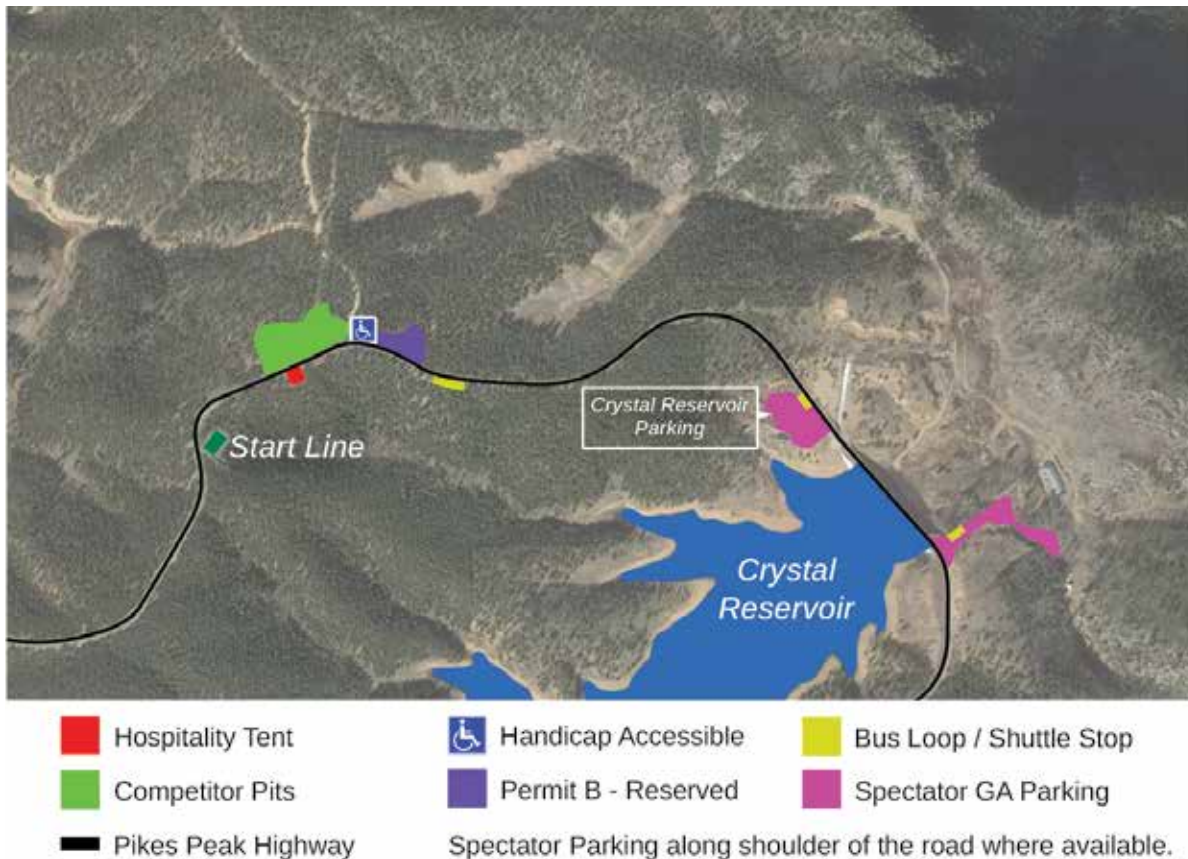 Crystal Reservoir
Parking
Start Line
Crystal
Reservoir
Hospitality Tent
Handicap Accessible
Bus Loop / Shuttle Stop
Competitor Pits
Permit B - Reserved
Spectator GA Parking
Pikes Peak Highway
Spectator Parking along shoulder of the road where available.